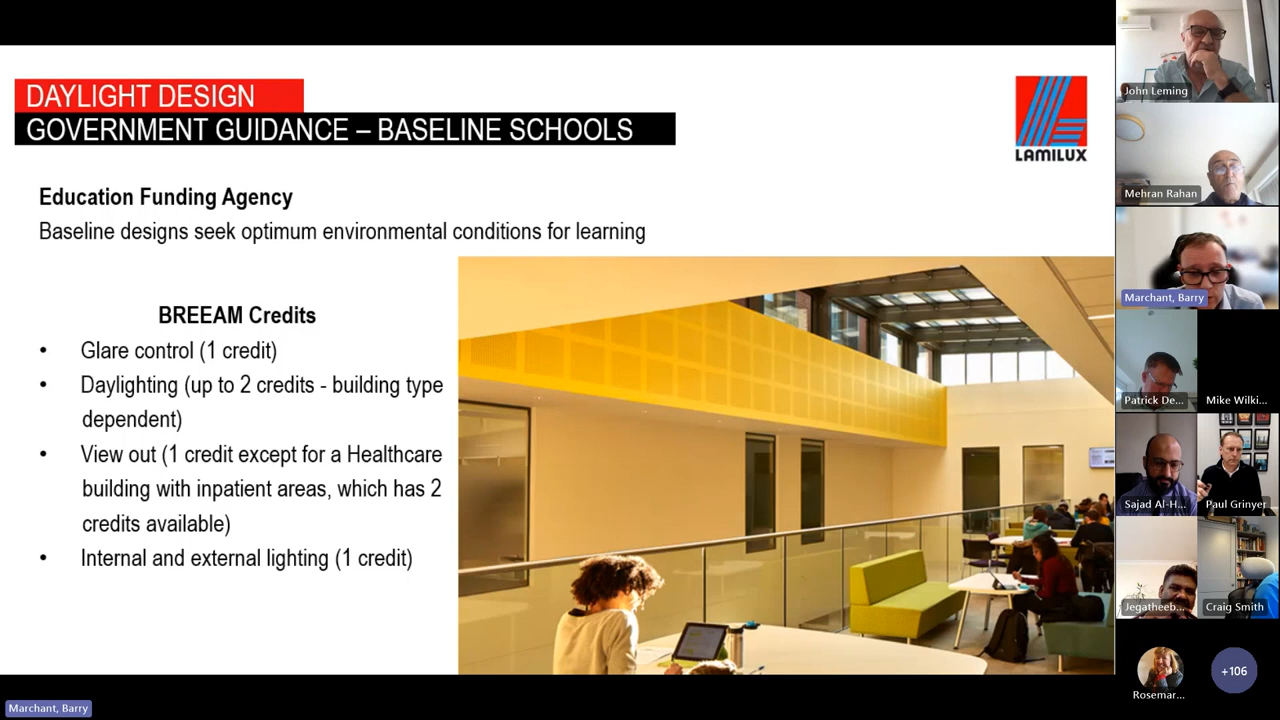 DAYLIGHT DESIGN
GOVERNMENT GUIDANCE – BASELINE SCHOOLS
LAMILUX
Education Funding Agency
Baseline designs seek optimum environmental conditions for learning
BREEAM Credits
• Glare control (1 credit)
• Daylighting (up to 2 credits - building type
dependent)
• View out (1 credit except for a Healthcare
building with inpatient areas, which has 2
credits available)
• Internal and external lighting (1 credit)
Marchant, Barry
John Leming
Mehran Rahan
Marchant, Barry
Patrick De...
Mike Wilki...
Sajad Al-H...
Paul Grinyer
Jegatheeb...
Craig Smith
Rosemar...
+106